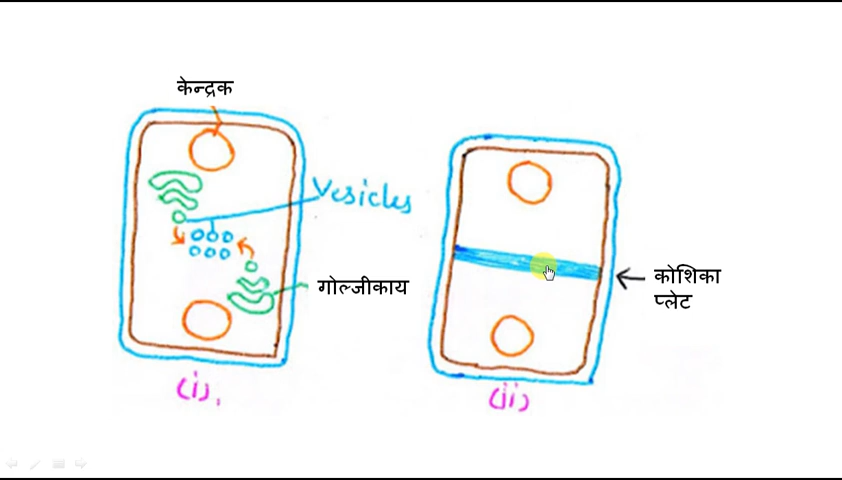 केन्द्रक
Vesicles
गोल्जीकाय
कोशिका
प्लेट
(i),
(ii)